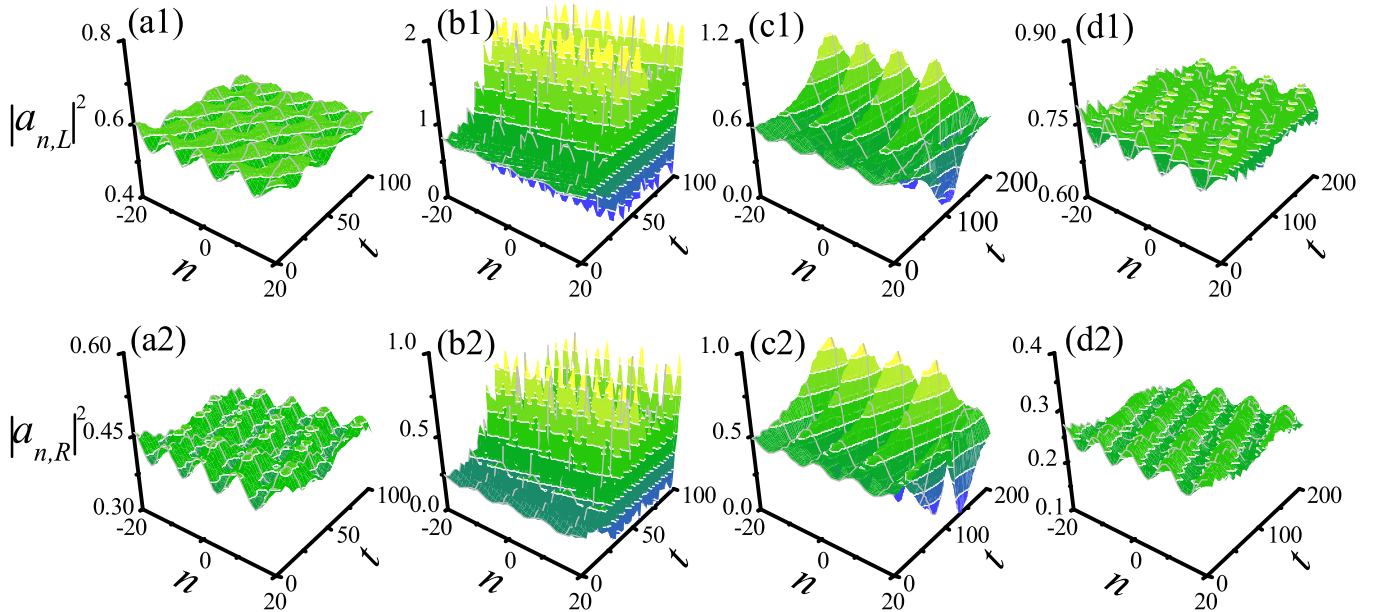 (a1) (b1) (c1) (d1)
0.8 2 1.2 0.90
|a_{n,L}|^2 0.6 1 0.6 0.75
0.4 0 0.0 0.60
-20 0 20 -20 0 20 -20 0 20 -20 0 20
n n n n
0 50 100 0 50 100 0 100 200 0 100 200
t t t t
(a2) (b2) (c2) (d2)
0.60 1.0 1.0 0.4
0.3
|a_{n,R}|^2 0.45 0.5 0.5
0.2
0.30 0.0 0.0 0.1
-20 0 20 -20 0 20 -20 0 20 -20 0 20
n n n n
0 50 100 0 50 100 0 100 200 0 100 200
t t t t